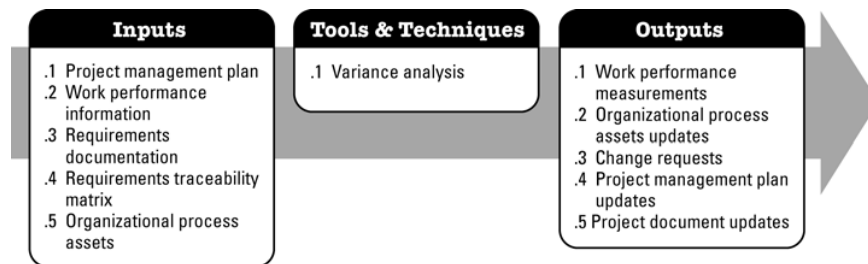 Inputs
.1 Project management plan
.2 Work performance
information
.3 Requirements
documentation
.4 Requirements traceability
matrix
.5 Organizational process
assets
Tools & Techniques
.1 Variance analysis
Outputs
.1 Work performance
measurements
.2 Organizational process
assets updates
.3 Change requests
.4 Project management plan
updates
.5 Project document updates